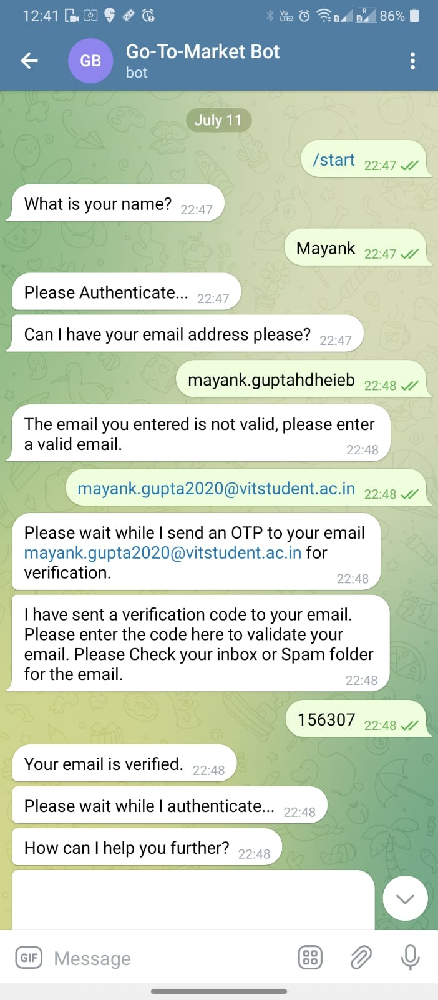 12:41
Vo
LTE2
1
R
2
86%
GB
Go-To-Market Bot
bot
July 11
/start 22:47
What is your name? 22:47
Mayank 22:47
Please Authenticate... 22:47
Can I have your email address please? 22:47
mayank.guptahdheieb 22:48
The email you entered is not valid, please enter
a valid email. 22:48
mayank.gupta2020@vitstudent.ac.in 22:48
Please wait while I send an OTP to your email
mayank.gupta2020@vitstudent.ac.in for
verification. 22:48
I have sent a verification code to your email.
Please enter the code here to validate your
email. Please Check your inbox or Spam folder
for the email. 22:48
156307 22:48
Your email is verified. 22:48
Please wait while I authenticate... 22:48
How can I help you further? 22:48
GIF Message